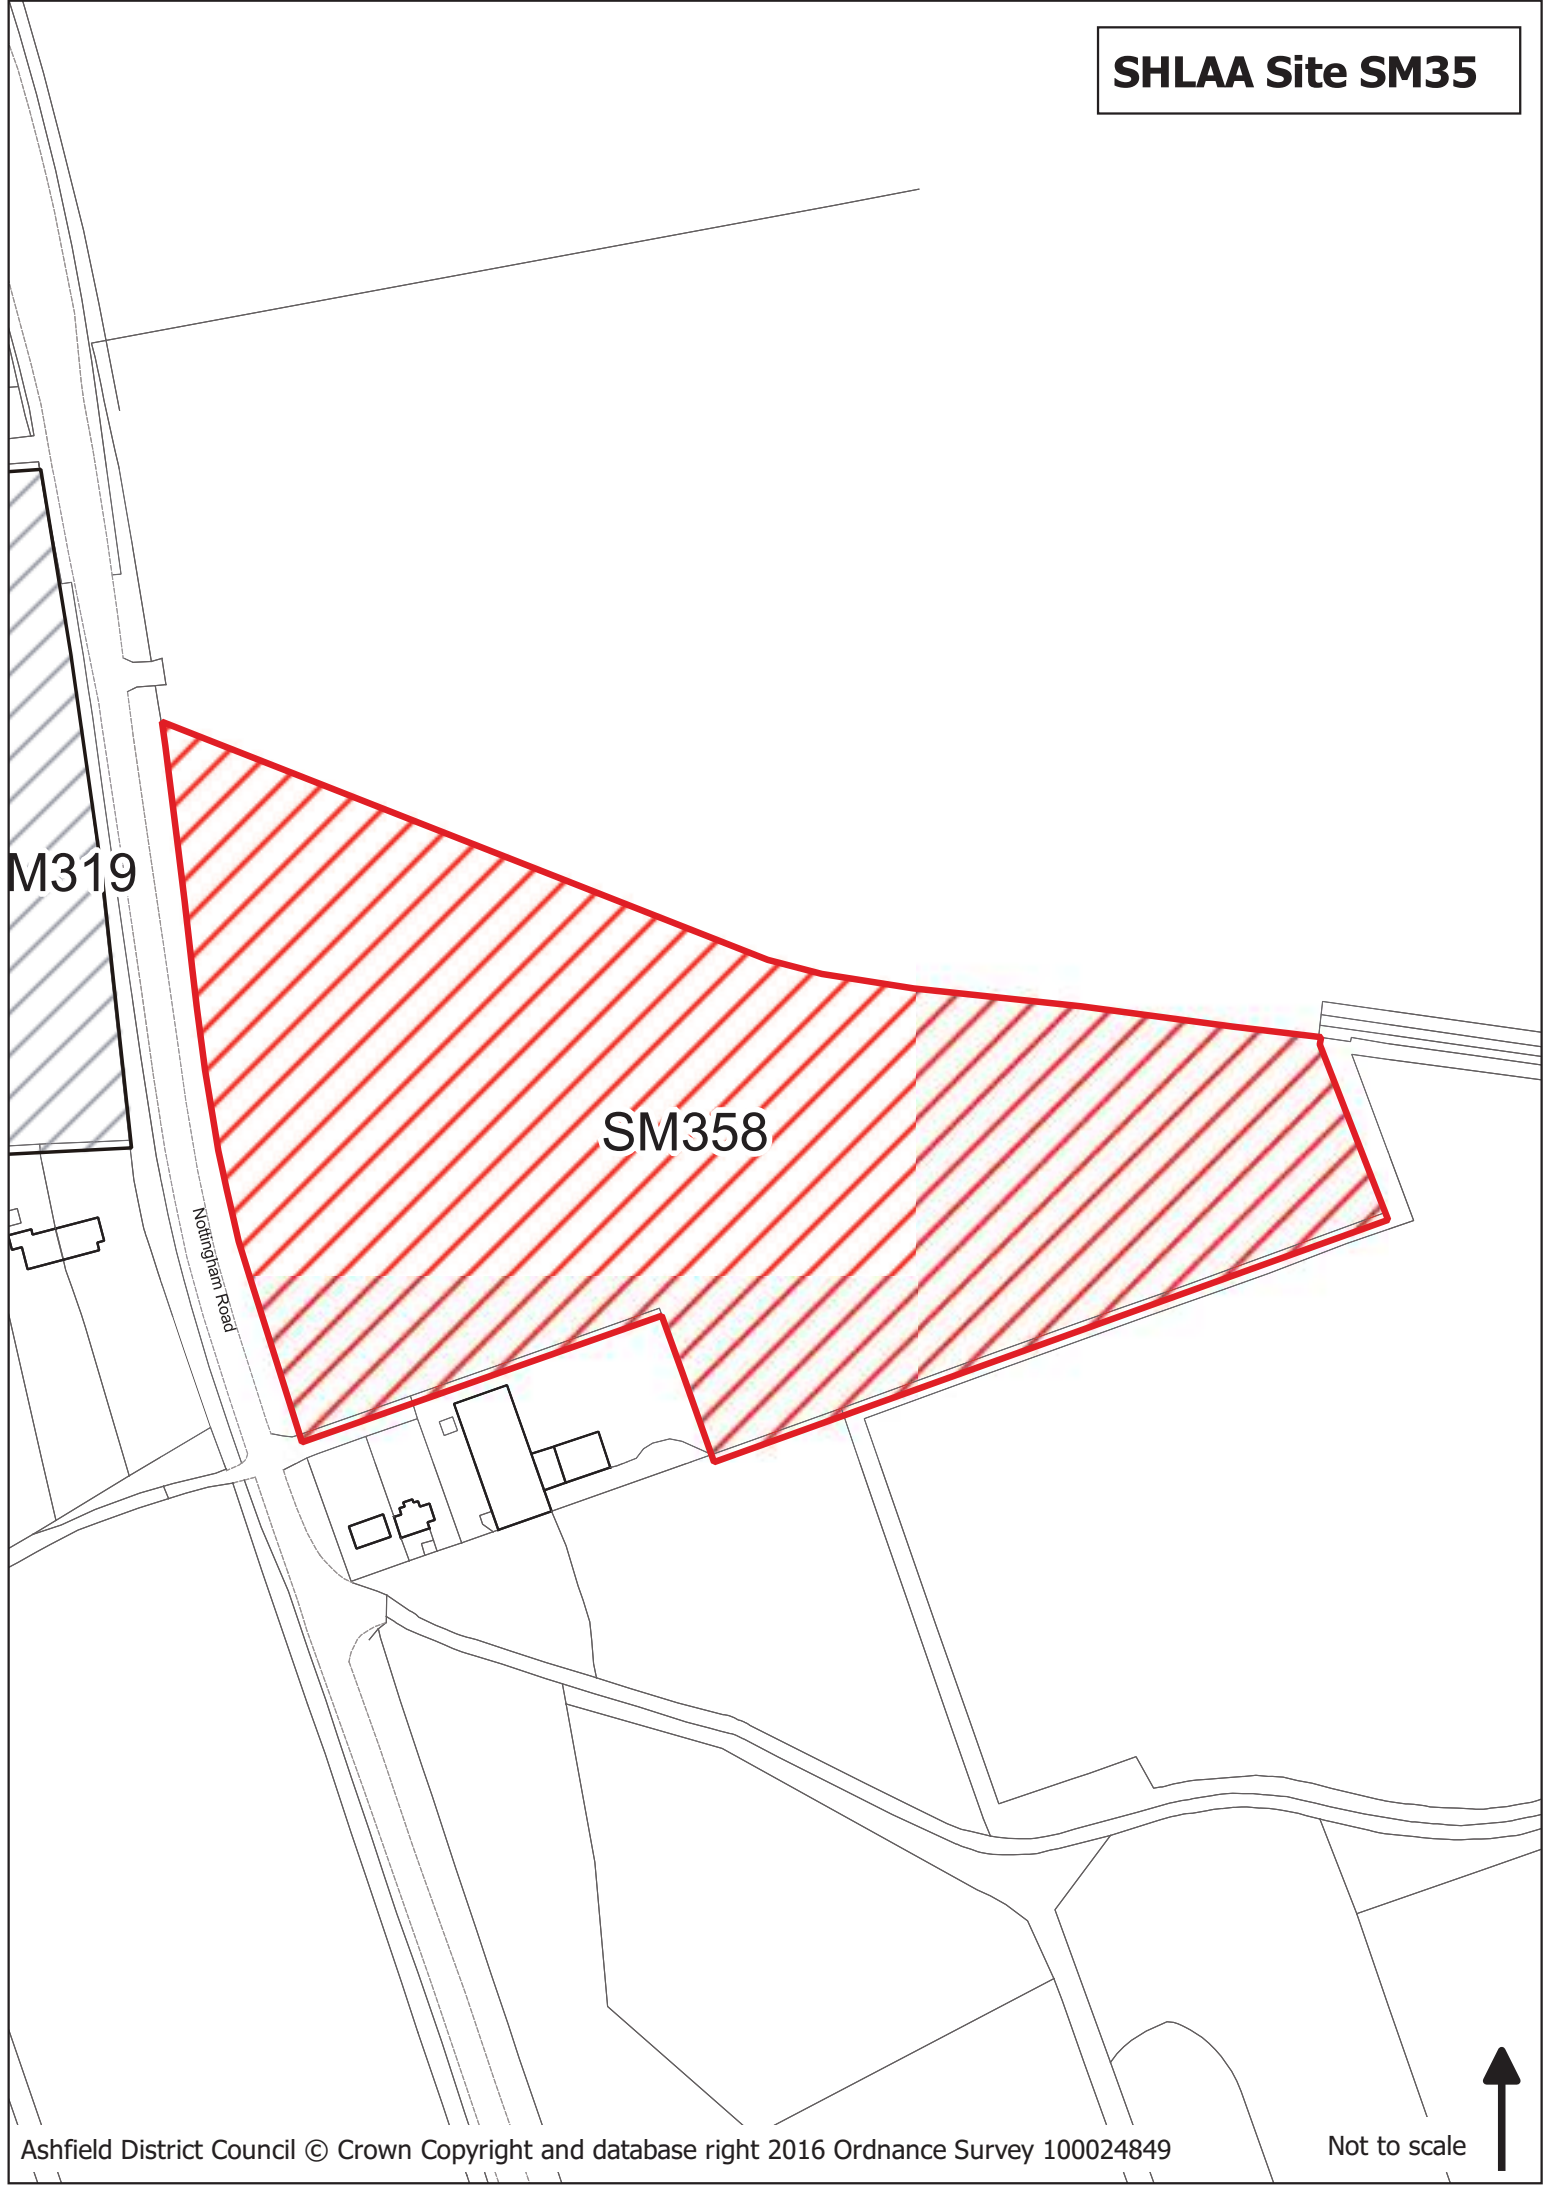 SHLAA Site SM35
M319
SM358
Nottingham Road
Ashfield District Council © Crown Copyright and database right 2016 Ordnance Survey 100024849
Not to scale